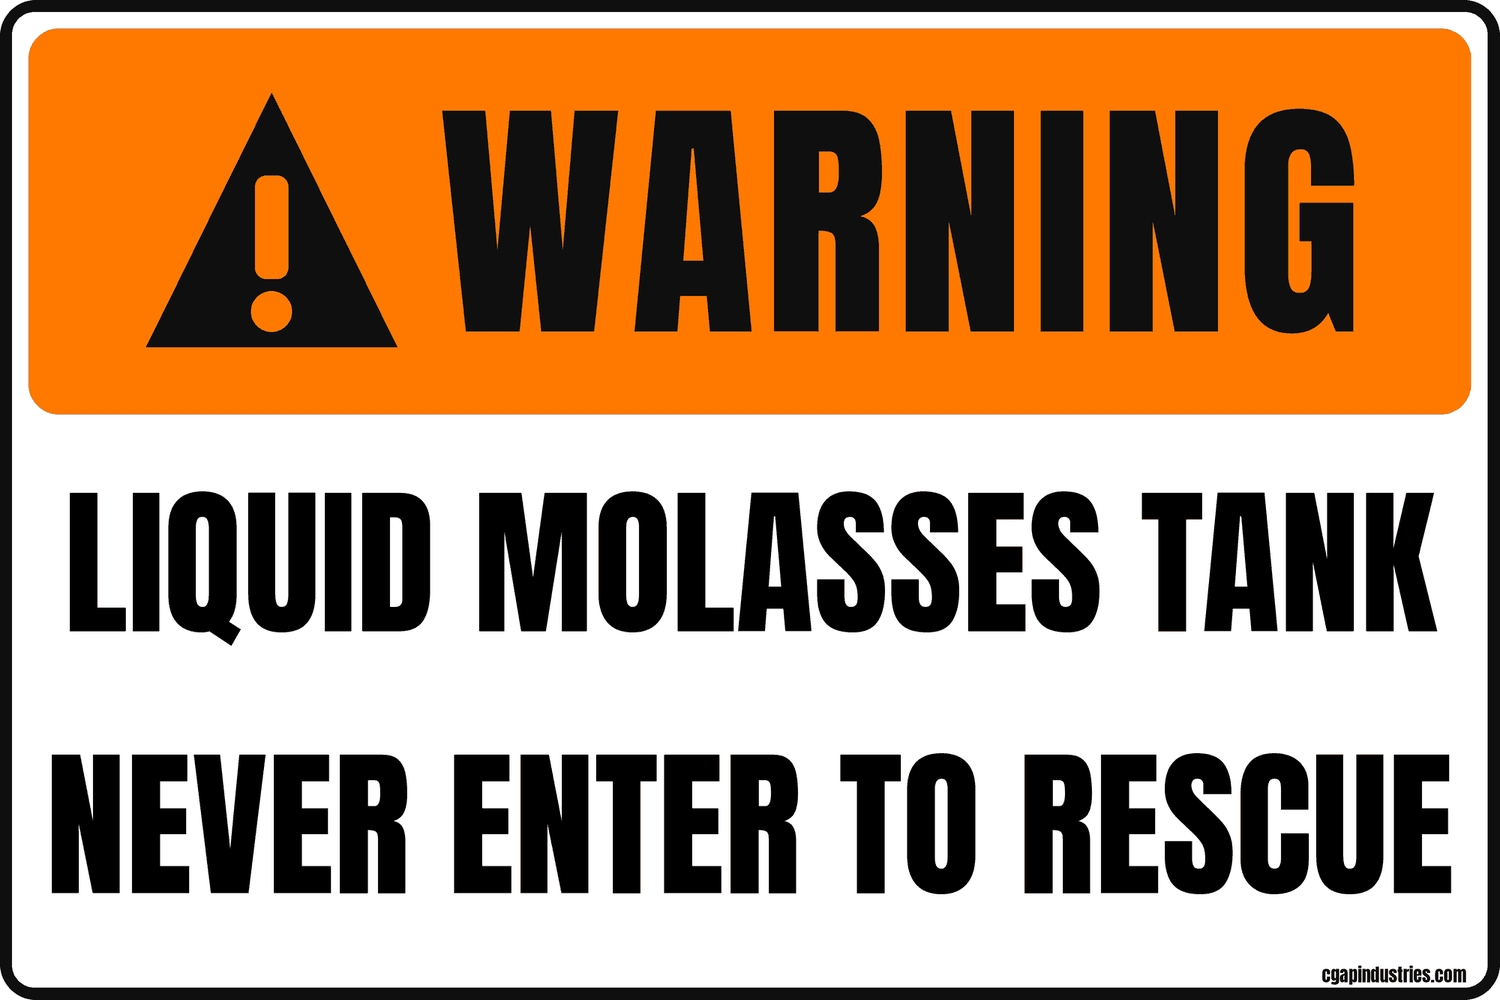 WARNING
LIQUID MOLASSES TANK
NEVER ENTER TO RESCUE
cgapindustries.com